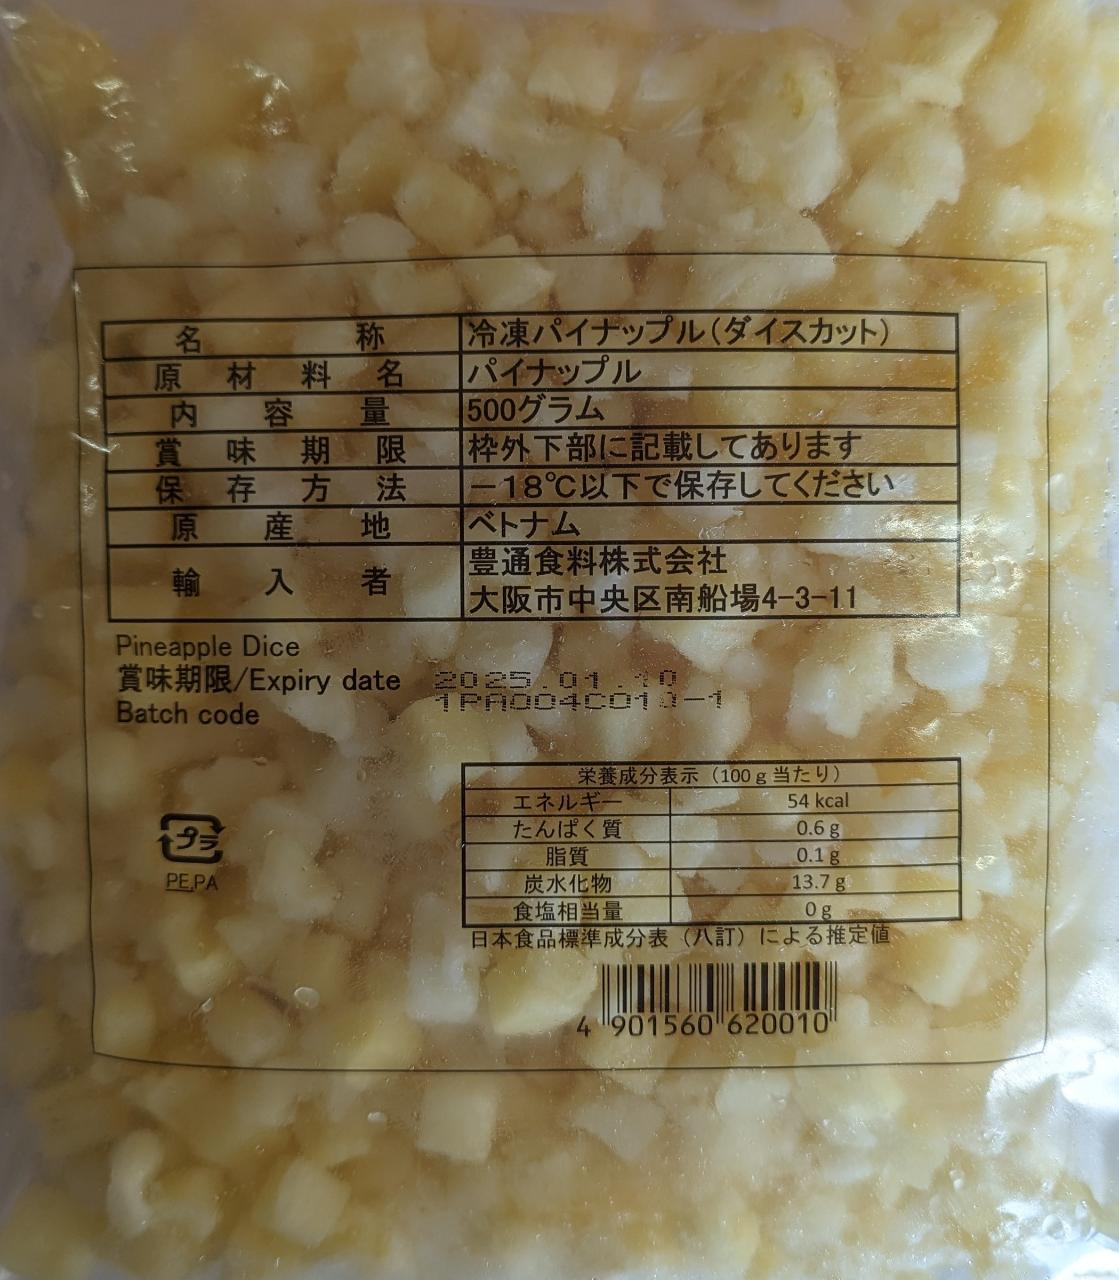 名称 冷凍パイナップル（ダイスカット）
原材料名 パイナップル
内容量 500グラム
賞味期限 枠外下部に記載してあります
保存方法 －18℃以下で保存してください
原産地 ベトナム
輸入者 豊通食料株式会社
大阪市中央区南船場4-3-11
Pineapple Dice
賞味期限/Expiry date 2025.01.10
Batch code
栄養成分表示（100ｇ当たり）
エネルギー 54 kcal
たんぱく質 0.6 g
脂質 0.1 g
炭水化物 13.7 g
食塩相当量 0 g
日本食品標準成分表（八訂）による推定値
プラ
PE,PA
4 901560 620010